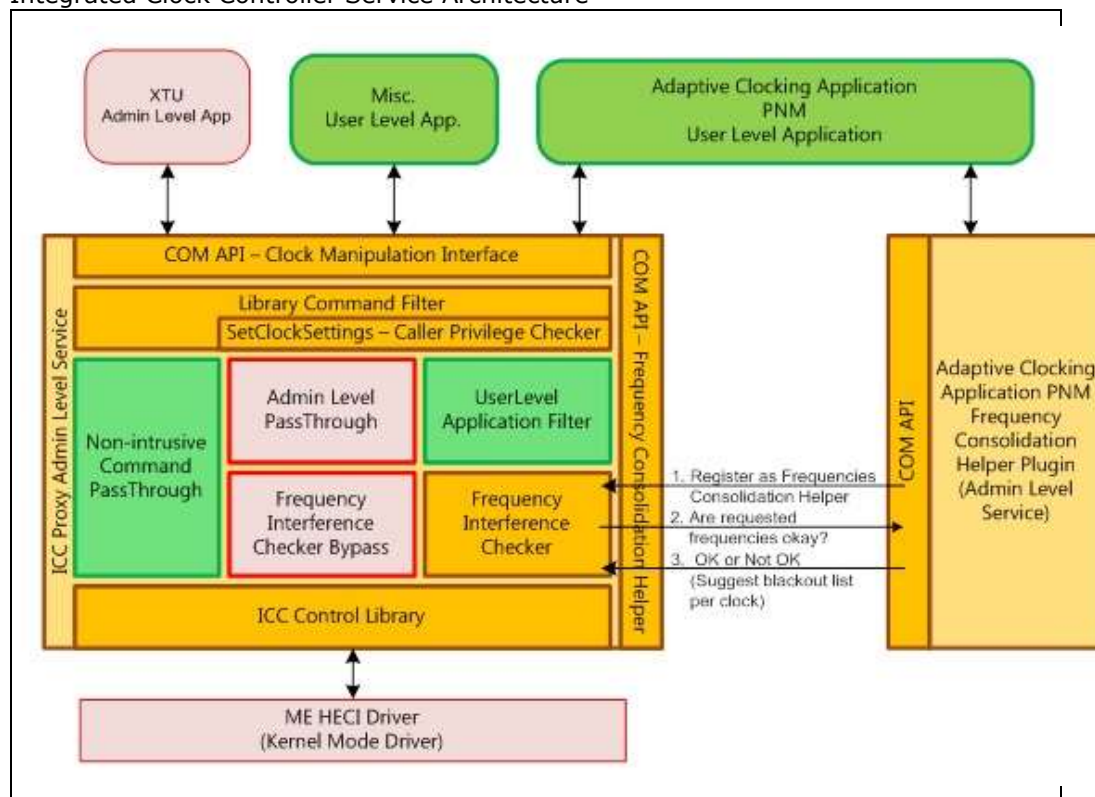 Integrated Clock Controller Service Architecture
XTU
Admin Level App
Misc.
User Level App.
Adaptive Clocking Application
PNM
User Level Application
ICC Proxy Admin Level Service
COM API – Clock Manipulation Interface
Library Command Filter
SetClockSettings – Caller Privilege Checker
Non-intrusive
Command
PassThrough
Admin Level
PassThrough
UserLevel
Application Filter
Frequency
Interference
Checker Bypass
Frequency
Interference
Checker
ICC Control Library
COM API – Frequency Consolidation Helper
1. Register as Frequencies
Consolidation Helper
2. Are requested
frequencies okay?
3. OK or Not OK
(Suggest blackout list
per clock)
COM API
Adaptive Clocking
Application PNM
Frequency
Consolidation
Helper Plugin
(Admin Level
Service)
ME HECI Driver
(Kernel Mode Driver)